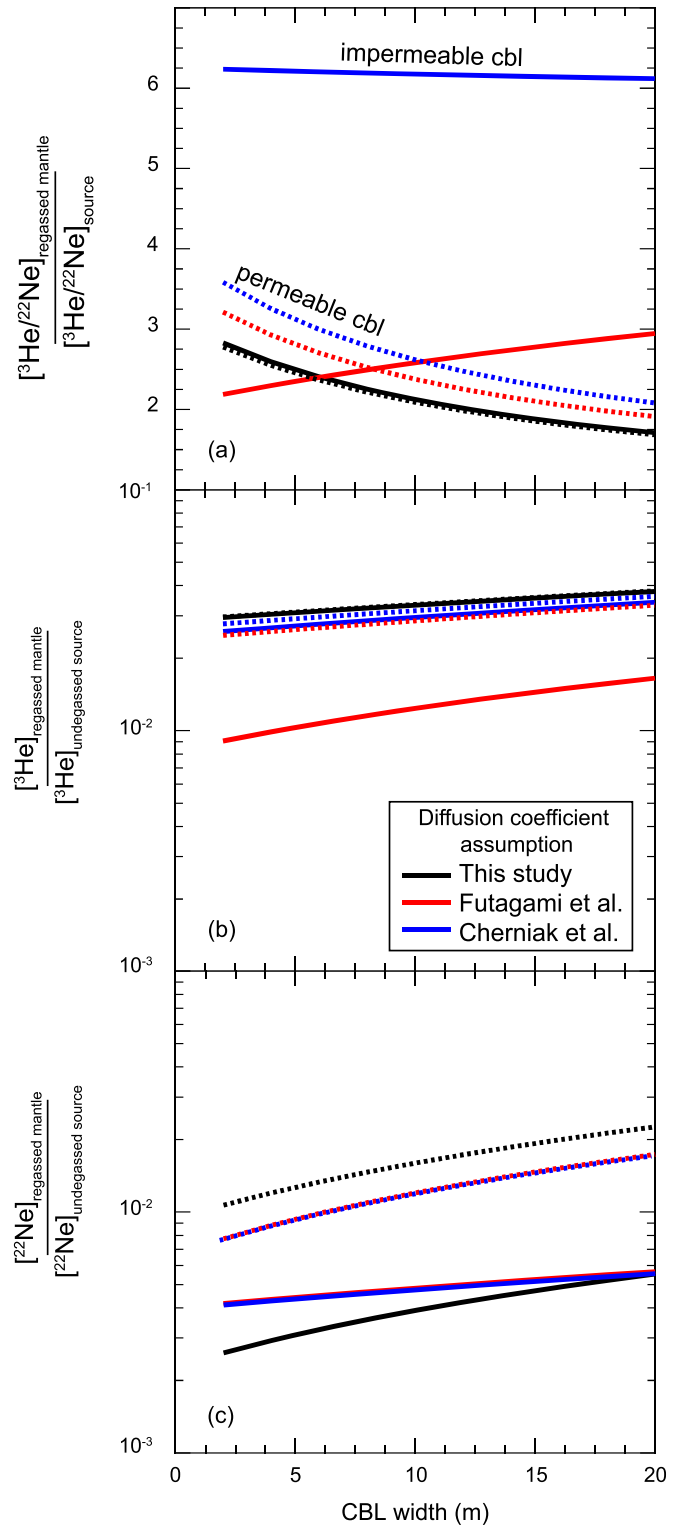 [³He/²²Ne]regassed mantle
[³He/²²Ne]source
6
5
4
3
2
impermeable cbl
permeable cbl
(a)
[³He]regassed mantle
[³He]undegassed source
10⁻¹
10⁻²
10⁻³
Diffusion coefficient
assumption
This study
Futagami et al.
Cherniak et al.
(b)
[²²Ne]regassed mantle
[²²Ne]undegassed source
10⁻²
10⁻³
(c)
0 5 10 15 20
CBL width (m)